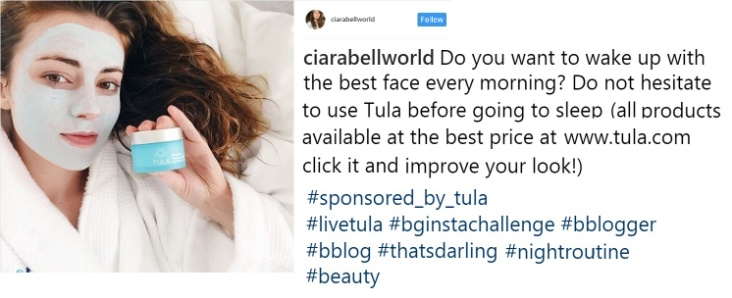 ciarabellworld
Follow
ciarabellworld Do you want to wake up with
the best face every morning? Do not hesitate
to use Tula before going to sleep (all products
available at the best price at www.tula.com
click it and improve your look!)
#sponsored_by_tula
#livetula #bginstachallenge #bblogger
#bblog #thatsdarling #nightroutine
#beauty
TULA